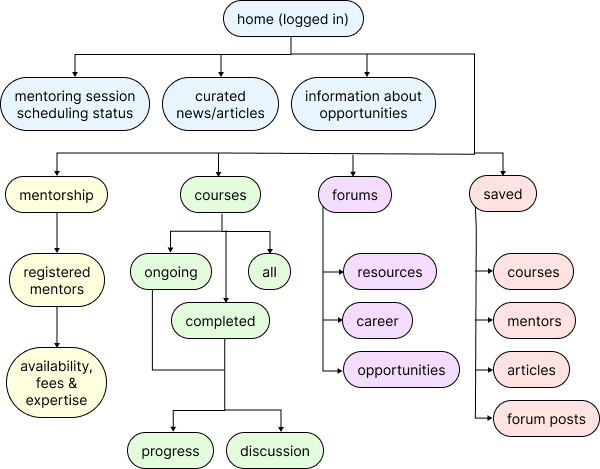 home (logged in)
mentoring session
scheduling status
curated
news/articles
information about
opportunities
mentorship
courses
forums
saved
registered
mentors
ongoing
all
resources
courses
completed
career
mentors
availability,
fees &
expertise
opportunities
articles
forum posts
progress
discussion